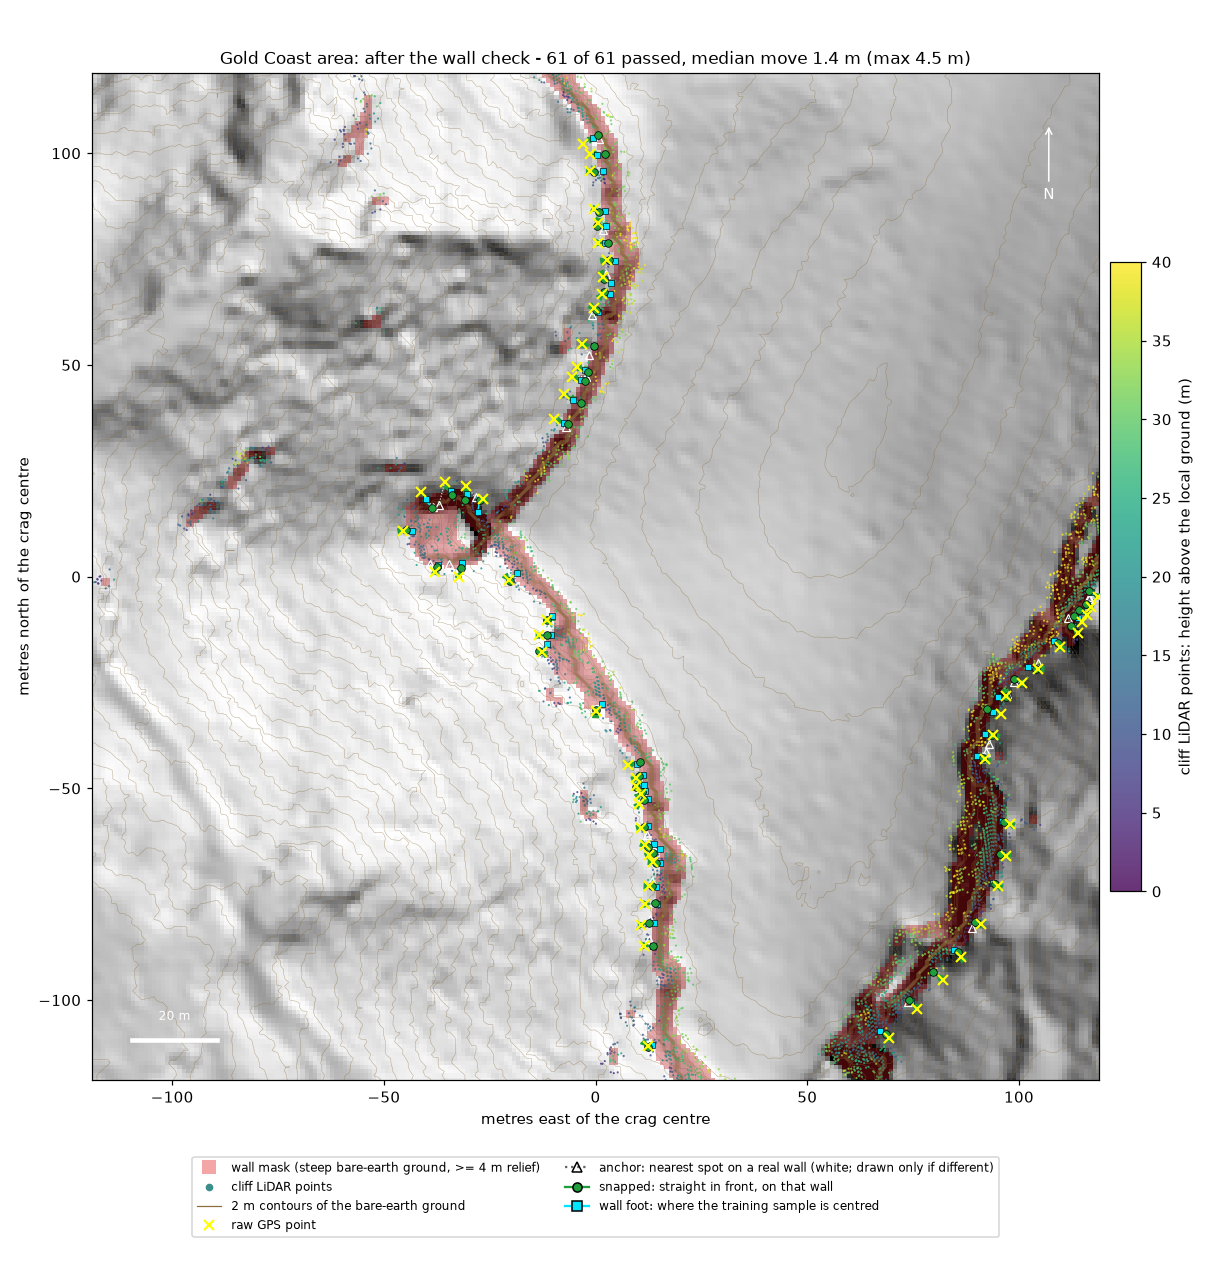 Gold Coast area: after the wall check - 61 of 61 passed, median move 1.4 m (max 4.5 m)
100
50
0
−50
−100
metres north of the crag centre
N
20 m
−100
−50
0
50
100
metres east of the crag centre
40
35
30
25
20
15
10
5
0
cliff LiDAR points: height above the local ground (m)
wall mask (steep bare-earth ground, >= 4 m relief)
cliff LiDAR points
2 m contours of the bare-earth ground
raw GPS point
anchor: nearest spot on a real wall (white; drawn only if different)
snapped: straight in front, on that wall
wall foot: where the training sample is centred